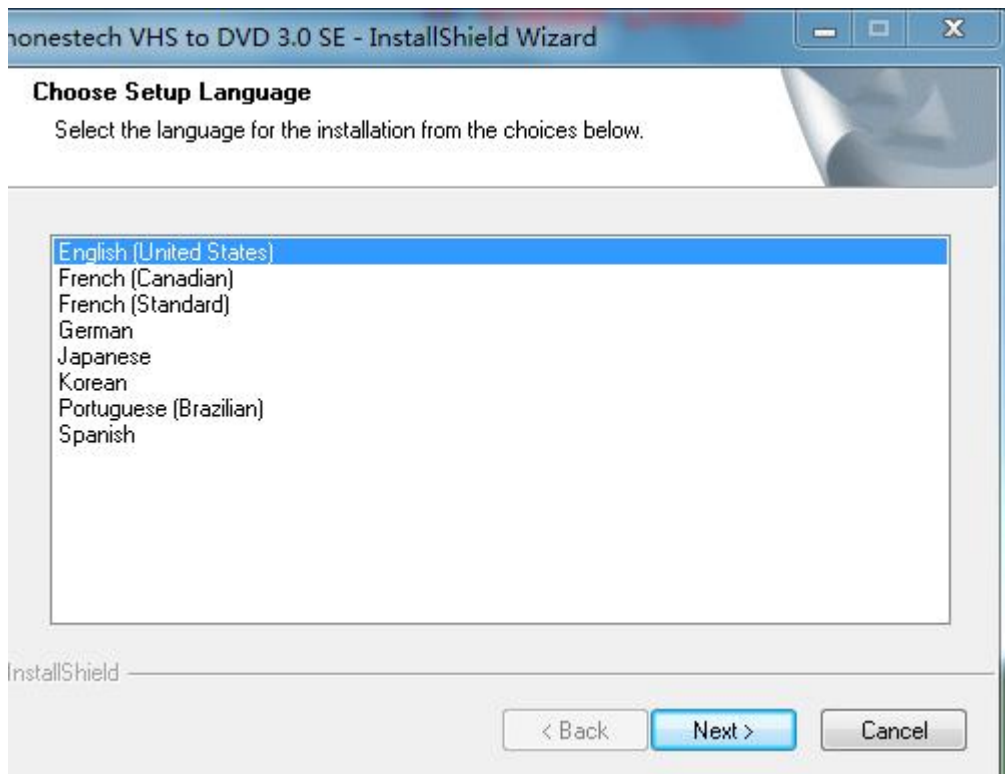 honestech VHS to DVD 3.0 SE - InstallShield Wizard
Choose Setup Language
Select the language for the installation from the choices below.
English (United States)
French (Canadian)
French (Standard)
German
Japanese
Korean
Portuguese (Brazilian)
Spanish
InstallShield
< Back Next > Cancel